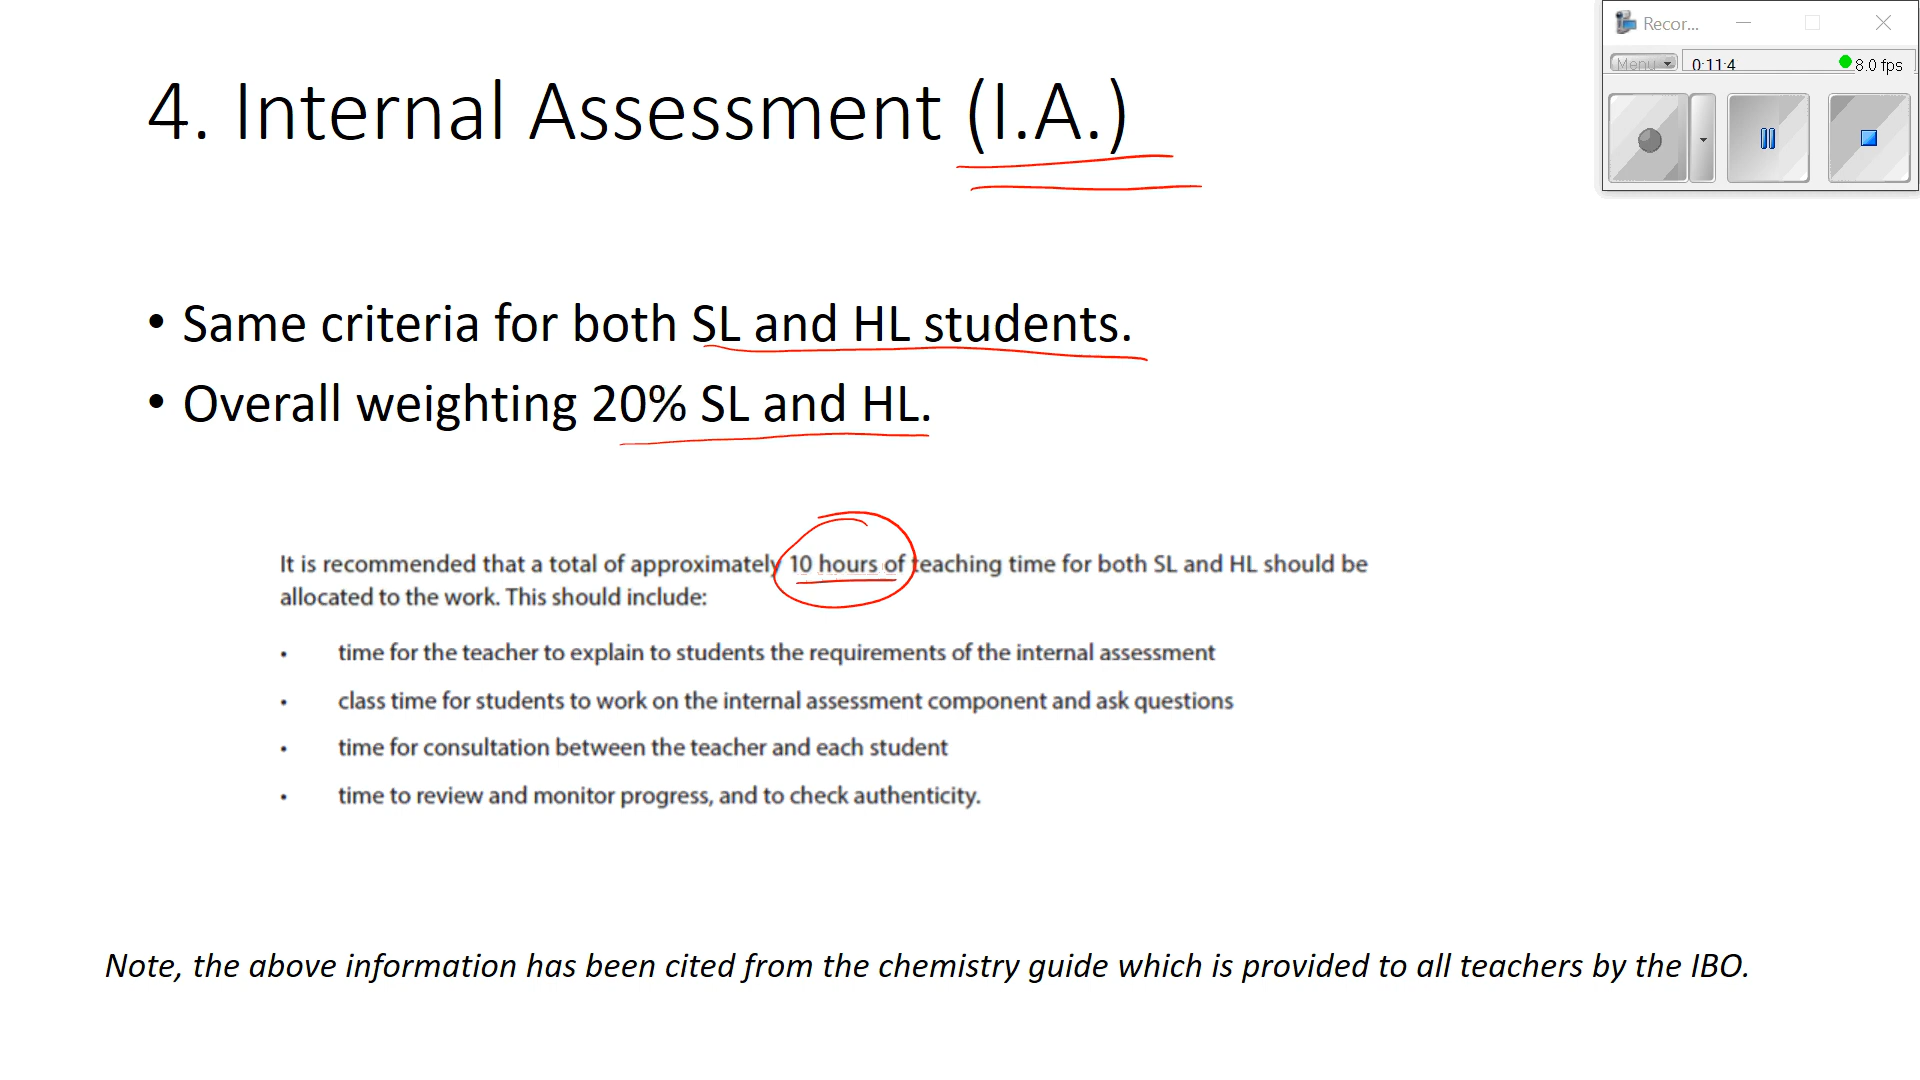 Recor...
Menu
0:11:4
8.0 fps
4. Internal Assessment (I.A.)
• Same criteria for both SL and HL students.
• Overall weighting 20% SL and HL.
It is recommended that a total of approximately 10 hours of teaching time for both SL and HL should be
allocated to the work. This should include:
• time for the teacher to explain to students the requirements of the internal assessment
• class time for students to work on the internal assessment component and ask questions
• time for consultation between the teacher and each student
• time to review and monitor progress, and to check authenticity.
Note, the above information has been cited from the chemistry guide which is provided to all teachers by the IBO.